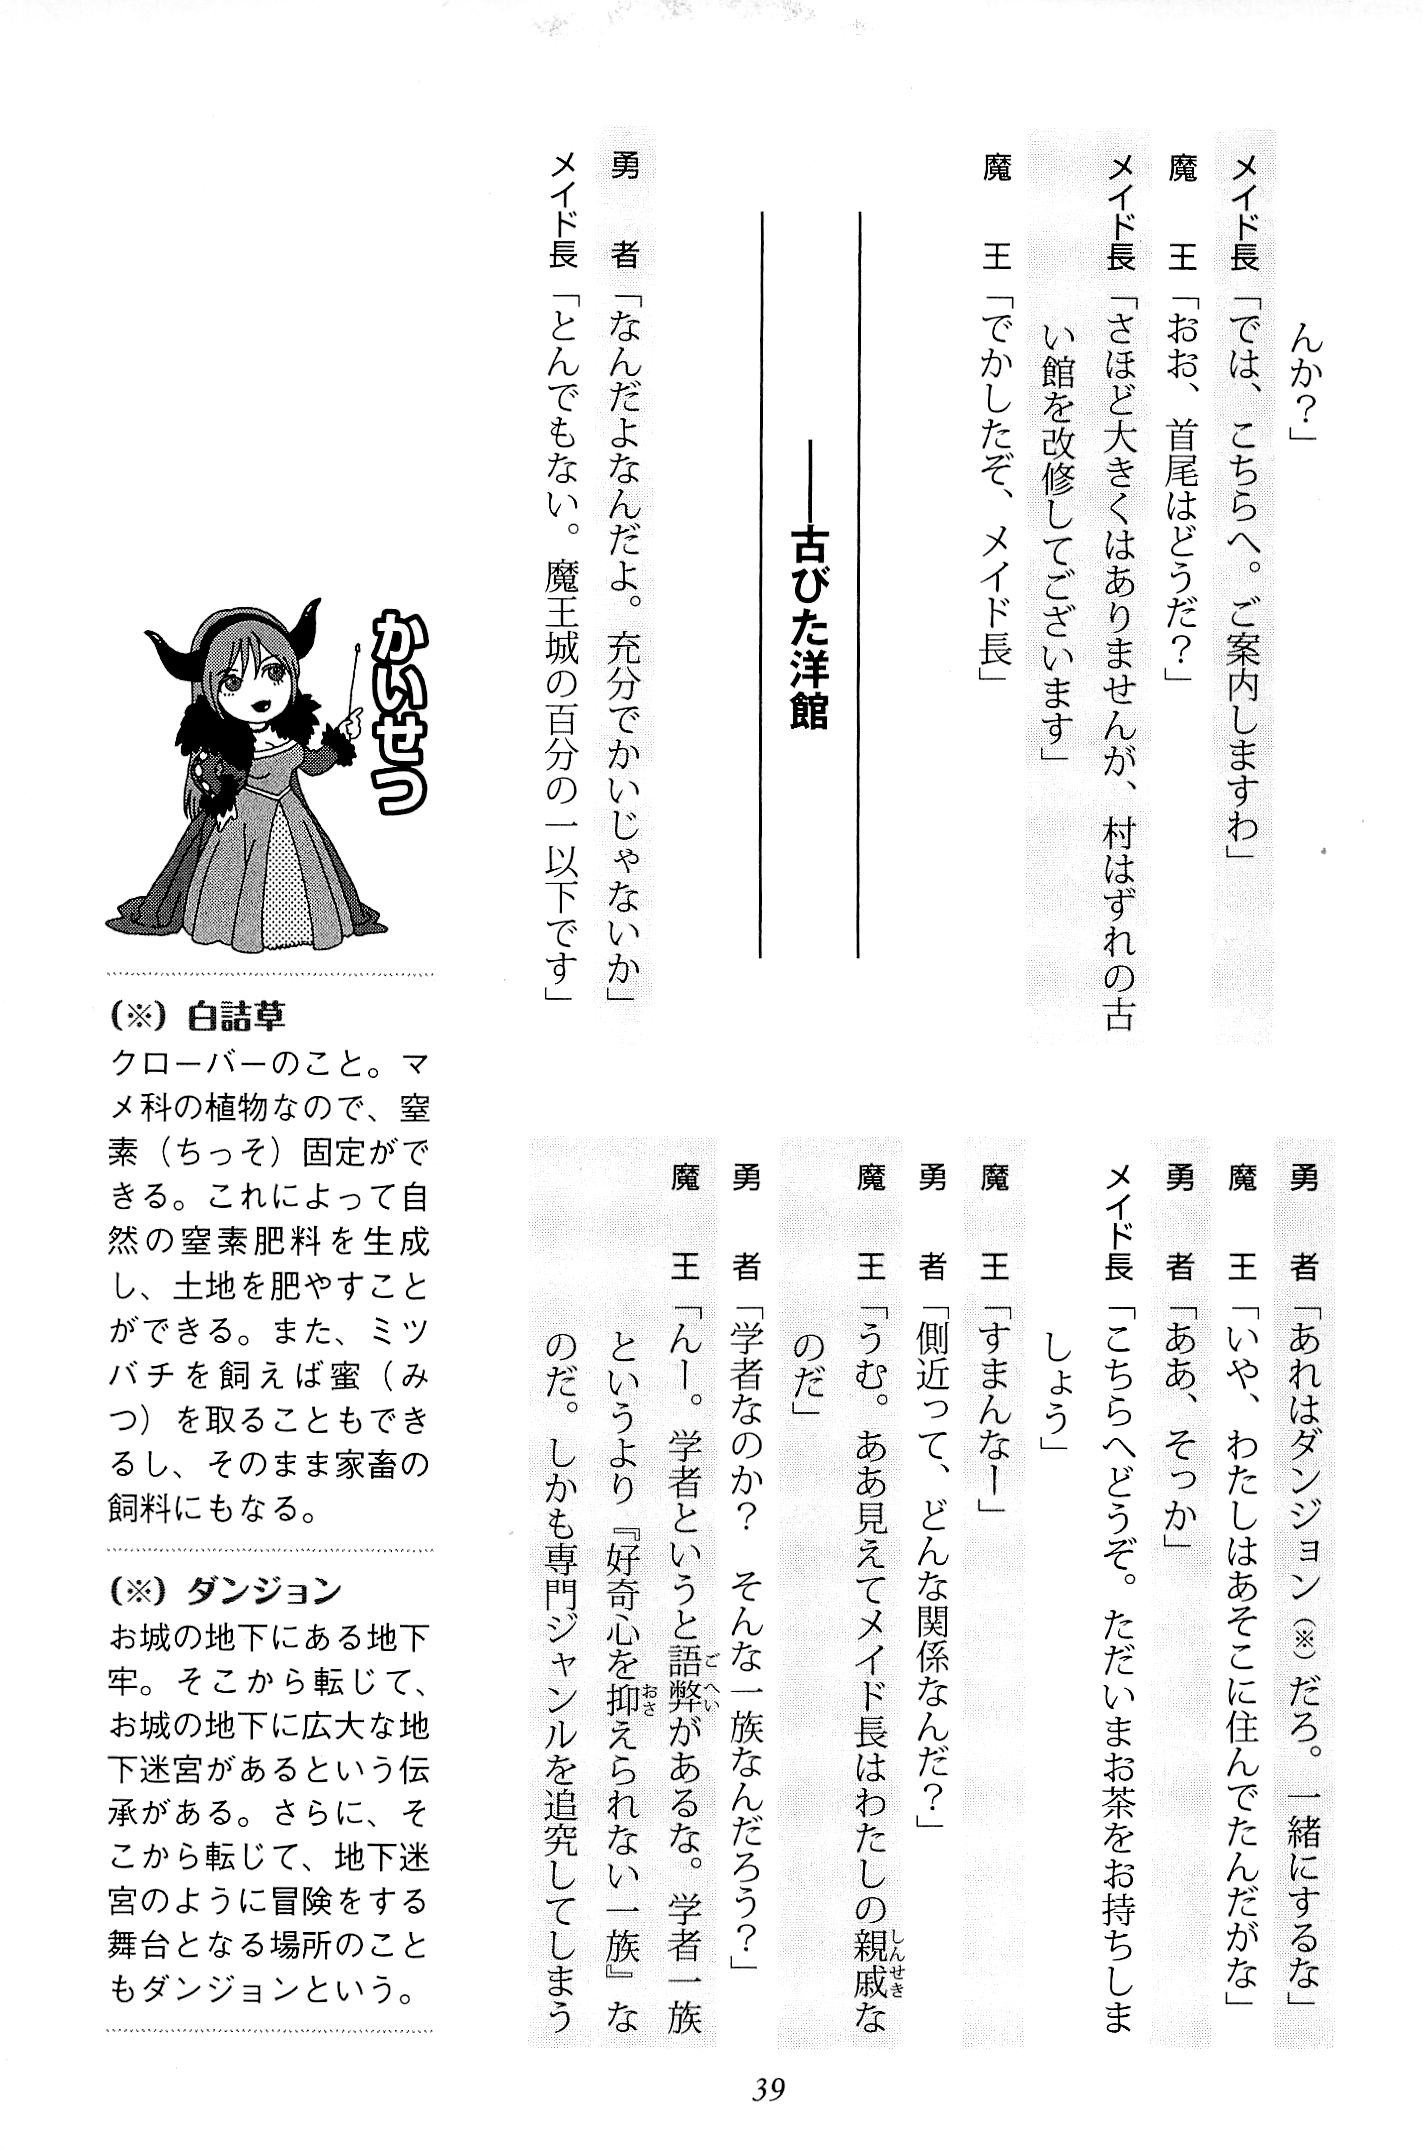 んか？」
メイド長「では、こちらへ。ご案内しますわ」
魔　王「おお、首尾はどうだ？」
メイド長「さほど大きくはありませんが、村はずれの古
い館を改修してございます」
魔　王「でかしたぞ、メイド長」
――古びた洋館
勇　者「なんだよなんだよ。充分でかいじゃないか」
メイド長「とんでもない。魔王城の百分の一以下です」
勇　者「あれはダンジョン（※）だろ。一緒にするな」
魔　王「いや、わたしはあそこに住んでたんだがな」
勇　者「ああ、そっか」
メイド長「こちらへどうぞ。ただいまお茶をお持ちしま
しょう」
魔　王「すまんなー」
勇　者「側近って、どんな関係なんだ？」
魔　王「うむ。ああ見えてメイド長はわたしの親戚な
のだ」
勇　者「学者なのか？　そんな一族なんだろう？」
魔　王「んー。学者というと語弊があるな。学者一族
というより『好奇心を抑えられない一族』な
のだ。しかも専門ジャンルを追究してしまう
かいせつ
（※）白詰草
クローバーのこと。マ
メ科の植物なので、窒
素（ちっそ）固定がで
きる。これによって自
然の窒素肥料を生成
し、土地を肥やすこと
ができる。また、ミツ
バチを飼えば蜜（み
つ）を取ることもでき
るし、そのまま家畜の
飼料にもなる。
（※）ダンジョン
お城の地下にある地下
牢。そこから転じて、
お城の地下に広大な地
下迷宮があるという伝
承がある。さらに、そ
こから転じて、地下迷
宮のように冒険をする
舞台となる場所のこと
もダンジョンという。
39